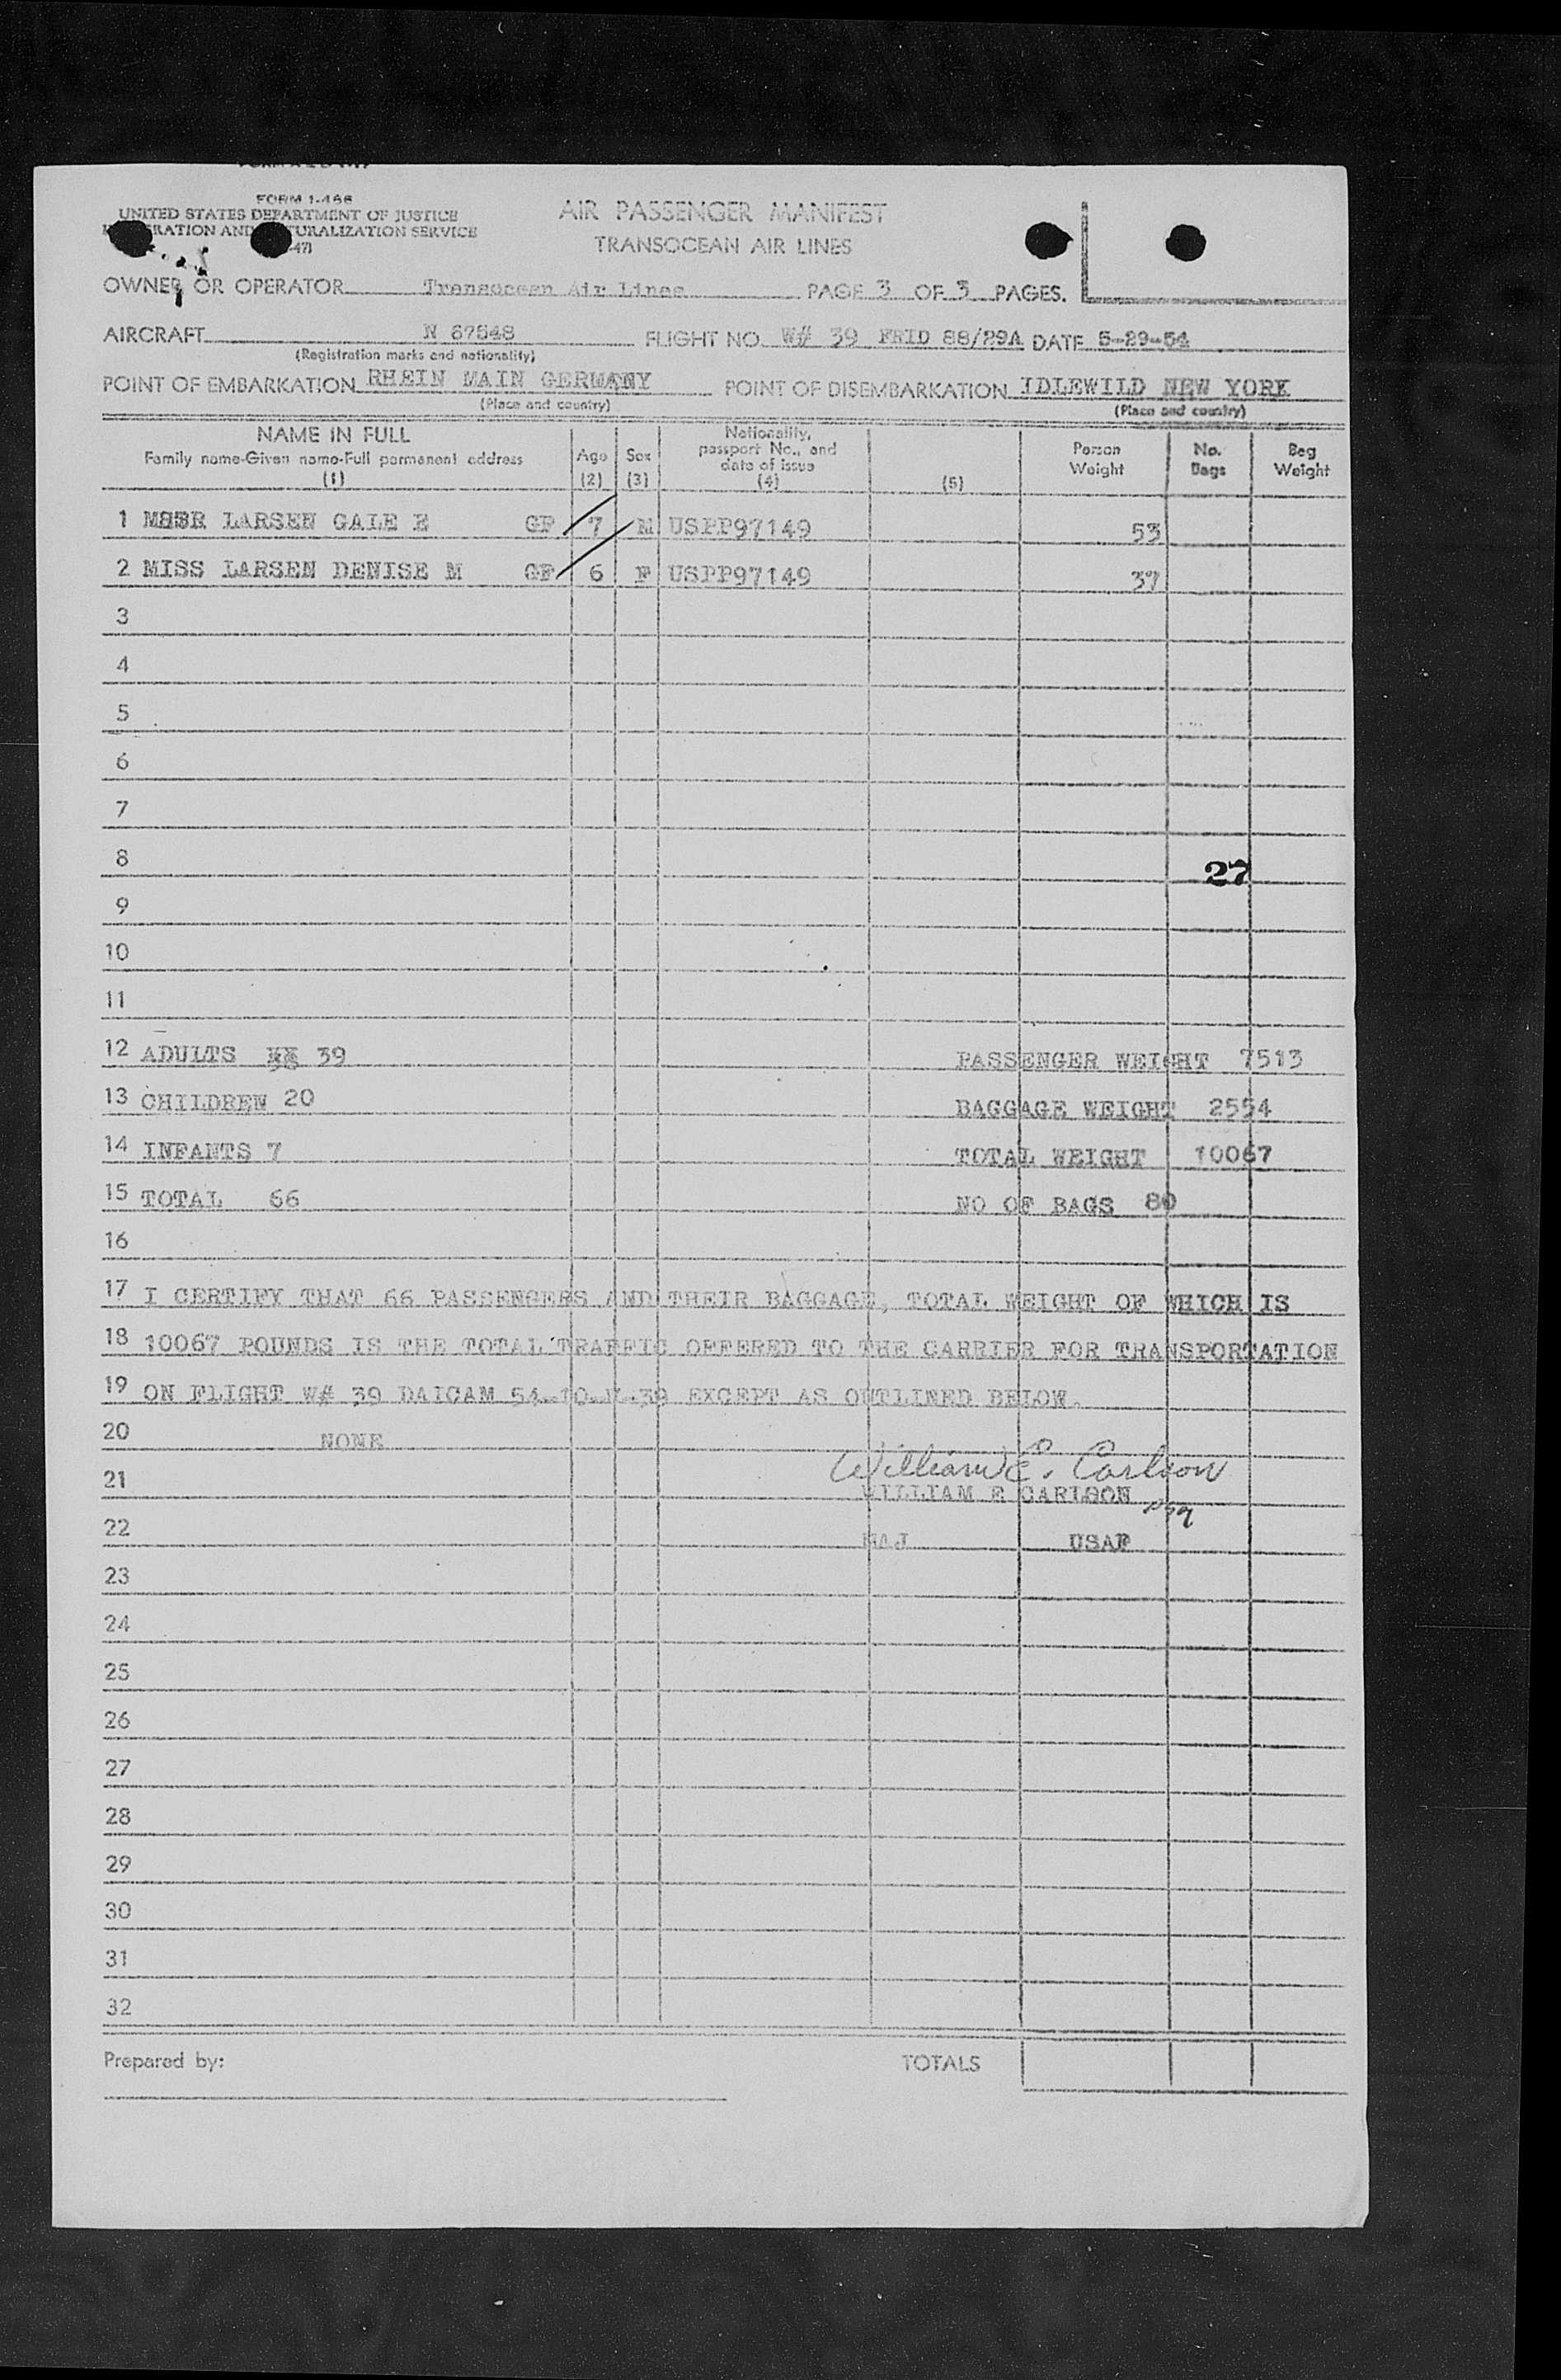 FORM I-466
UNITED STATES DEPARTMENT OF JUSTICE
RATION AND TURALIZATION SERVICE
47)
AIR PASSENGER MANIFEST
TRANSOCEAN AIR LINES
OWNER OR OPERATOR Transocean Air Lines PAGE 3 OF 3 PAGES.
AIRCRAFT N 67548 FLIGHT NO. W# 39 FRID 88/29A DATE 5-29-54
(Registration marks and nationality)
POINT OF EMBARKATION RHEIN MAIN GERMANY POINT OF DISEMBARKATION IDLEWILD NEW YORK
(Place and country) (Place and country)
NAME IN FULL
Family name-Given name-Full permanent address
(1)
Age
(2)
Sex
(3)
Nationality,
passport No., and
date of issue
(4)
(5)
Person
Weight
No.
Bags
Bag
Weight
1 MSTR LARSEN GALE E GF 7 M USPP97149 53
2 MISS LARSEN DENISE M GF 6 F USPP97149 37
3
4
5
6
7
8 27
9
10
11
12 ADULTS 39 PASSENGER WEIGHT 7513
13 CHILDREN 20 BAGGAGE WEIGHT 2554
14 INFANTS 7 TOTAL WEIGHT 10067
15 TOTAL 66 NO OF BAGS 80
16
17 I CERTIFY THAT 66 PASSENGERS AND THEIR BAGGAGE, TOTAL WEIGHT OF WHICH IS
18 10067 POUNDS IS THE TOTAL TRAFFIC OFFERED TO THE CARRIER FOR TRANSPORTATION
19 ON FLIGHT W# 39 DAICAM EXCEPT AS OUTLINED BELOW.
20 NONE
William E. Carlson
21 WILLIAM E CARLSON
22 MAJ USAF
23
24
25
26
27
28
29
30
31
32
Prepared by: TOTALS